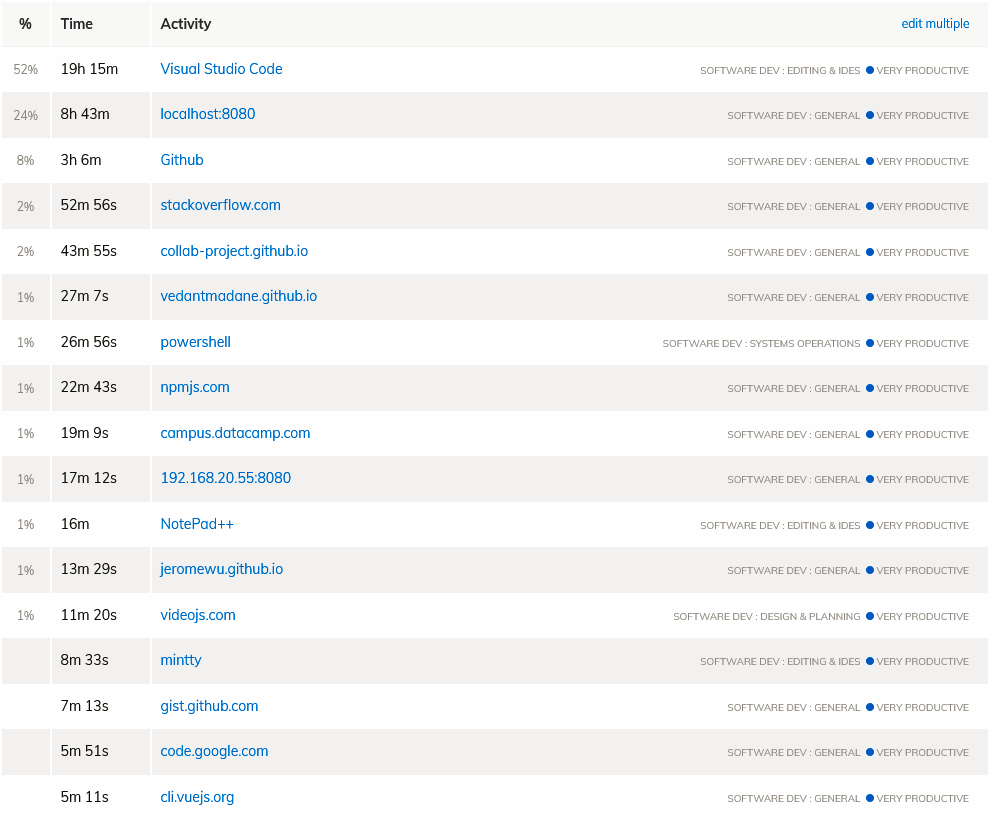 % Time Activity edit multiple
52% 19h 15m Visual Studio Code SOFTWARE DEV : EDITING & IDES VERY PRODUCTIVE
24% 8h 43m localhost:8080 SOFTWARE DEV : GENERAL VERY PRODUCTIVE
8% 3h 6m Github SOFTWARE DEV : GENERAL VERY PRODUCTIVE
2% 52m 56s stackoverflow.com SOFTWARE DEV : GENERAL VERY PRODUCTIVE
2% 43m 55s collab-project.github.io SOFTWARE DEV : GENERAL VERY PRODUCTIVE
1% 27m 7s vedantmadane.github.io SOFTWARE DEV : GENERAL VERY PRODUCTIVE
1% 26m 56s powershell SOFTWARE DEV : SYSTEMS OPERATIONS VERY PRODUCTIVE
1% 22m 43s npmjs.com SOFTWARE DEV : GENERAL VERY PRODUCTIVE
1% 19m 9s campus.datacamp.com SOFTWARE DEV : GENERAL VERY PRODUCTIVE
1% 17m 12s 192.168.20.55:8080 SOFTWARE DEV : GENERAL VERY PRODUCTIVE
1% 16m NotePad++ SOFTWARE DEV : EDITING & IDES VERY PRODUCTIVE
1% 13m 29s jeromewu.github.io SOFTWARE DEV : GENERAL VERY PRODUCTIVE
1% 11m 20s videojs.com SOFTWARE DEV : DESIGN & PLANNING VERY PRODUCTIVE
8m 33s mintty SOFTWARE DEV : EDITING & IDES VERY PRODUCTIVE
7m 13s gist.github.com SOFTWARE DEV : GENERAL VERY PRODUCTIVE
5m 51s code.google.com SOFTWARE DEV : GENERAL VERY PRODUCTIVE
5m 11s cli.vuejs.org SOFTWARE DEV : GENERAL VERY PRODUCTIVE